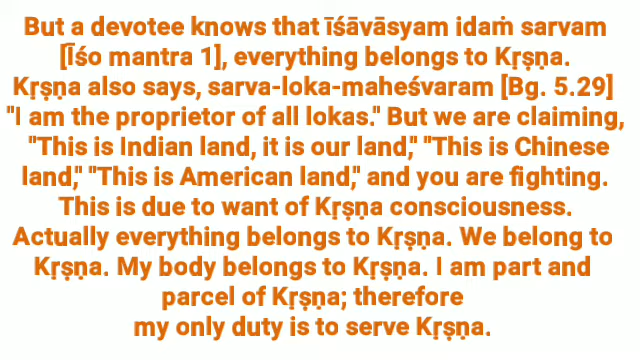 But a devotee knows that īśāvāsyam idaṁ sarvam
[Īśo mantra 1], everything belongs to Kṛṣṇa.
Kṛṣṇa also says, sarva-loka-maheśvaram [Bg. 5.29]
"I am the proprietor of all lokas." But we are claiming,
"This is Indian land, it is our land," "This is Chinese
land," "This is American land," and you are fighting.
This is due to want of Kṛṣṇa consciousness.
Actually everything belongs to Kṛṣṇa. We belong to
Kṛṣṇa. My body belongs to Kṛṣṇa. I am part and
parcel of Kṛṣṇa; therefore
my only duty is to serve Kṛṣṇa.